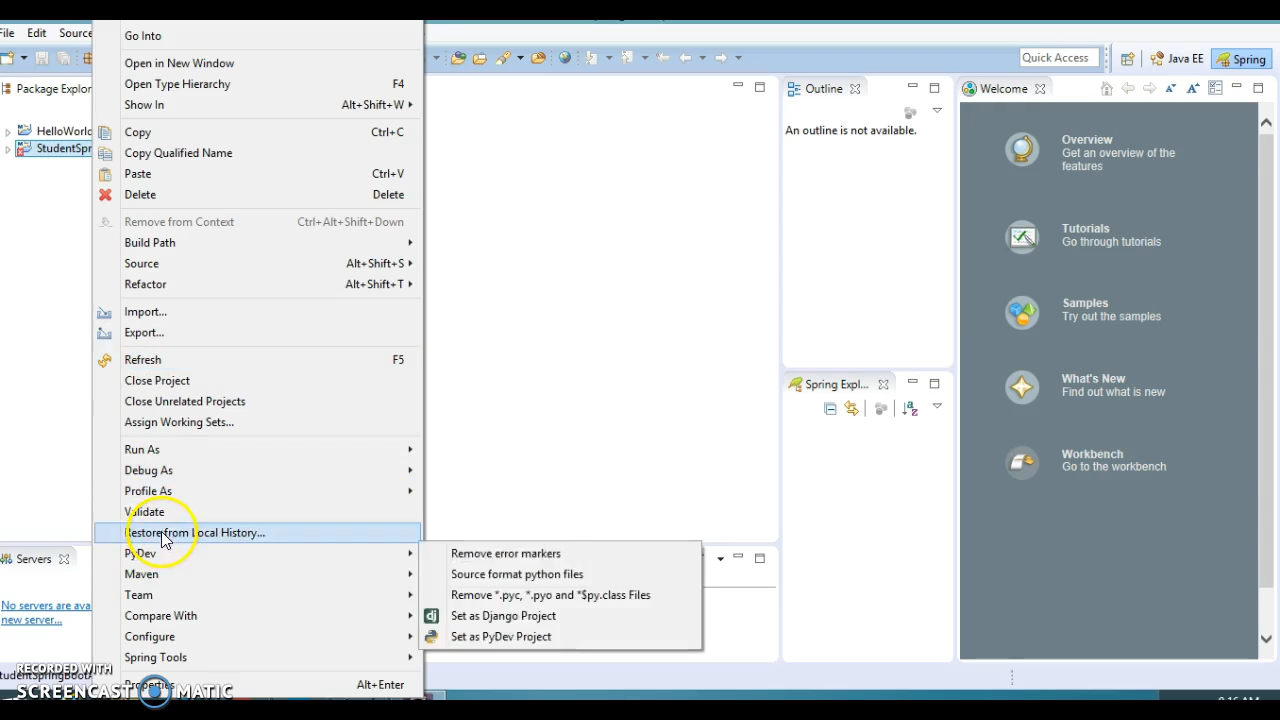 File Edit Source
Quick Access
Java EE
Spring
Package Explor
HelloWorld
StudentSpr
Go Into
Open in New Window
Open Type Hierarchy F4
Show In Alt+Shift+W
Copy Ctrl+C
Copy Qualified Name
Paste Ctrl+V
Delete Delete
Remove from Context Ctrl+Alt+Shift+Down
Build Path
Source Alt+Shift+S
Refactor Alt+Shift+T
Import...
Export...
Refresh F5
Close Project
Close Unrelated Projects
Assign Working Sets...
Run As
Debug As
Profile As
Validate
Restore from Local History...
PyDev
Maven
Team
Compare With
Configure
Spring Tools
Properties Alt+Enter
Remove error markers
Source format python files
Remove *.pyc, *.pyo and *$py.class Files
Set as Django Project
Set as PyDev Project
Outline
An outline is not available.
Spring Expl...
Welcome
Overview
Get an overview of the
features
Tutorials
Go through tutorials
Samples
Try out the samples
What's New
Find out what is new
Workbench
Go to the workbench
Servers
No servers are ava
new server...
tudentSpringBootA
RECORDED WITH
SCREENCAST MATIC